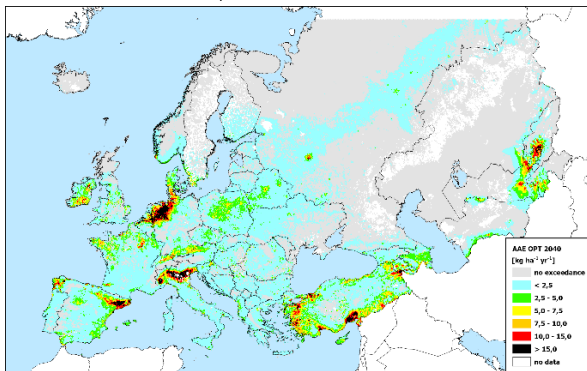 AAE OPT 2040
[kg ha⁻¹ yr⁻¹]
no exceedance
< 2,5
2,5 - 5,0
5,0 - 7,5
7,5 - 10,0
10,0 - 15,0
> 15,0
no data